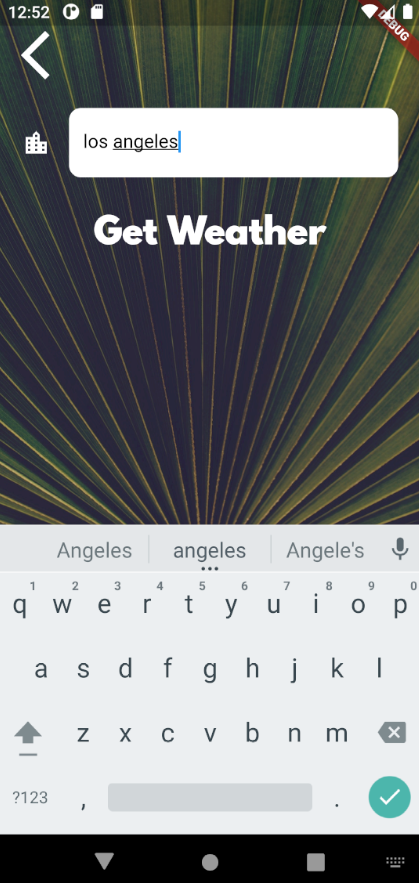 12:52
DEBUG
los angeles
Get Weather
Angeles angeles Angele's
1 2 3 4 5 6 7 8 9 0
q w e r t y u i o p
a s d f g h j k l
z x c v b n m
?123 , .